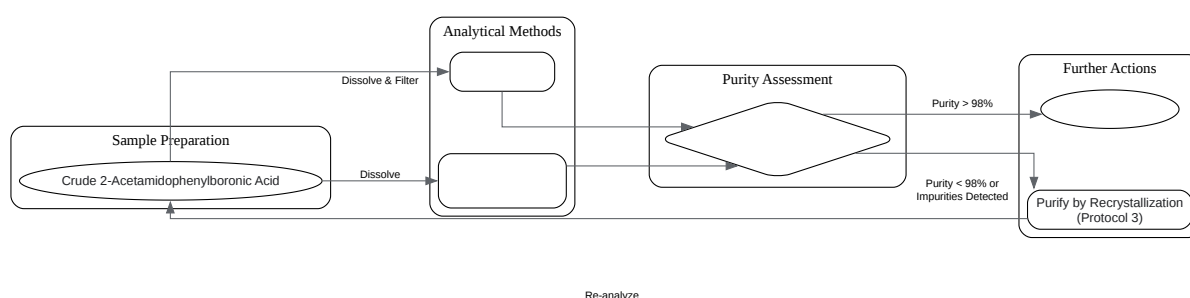 Analytical Methods
Dissolve & Filter
Purity Assessment
Further Actions
Purity > 98%
Sample Preparation
Crude 2-Acetamidophenylboronic Acid
Dissolve
Purity < 98% or
Impurities Detected
Purify by Recrystallization
(Protocol 3)
Re-analyze